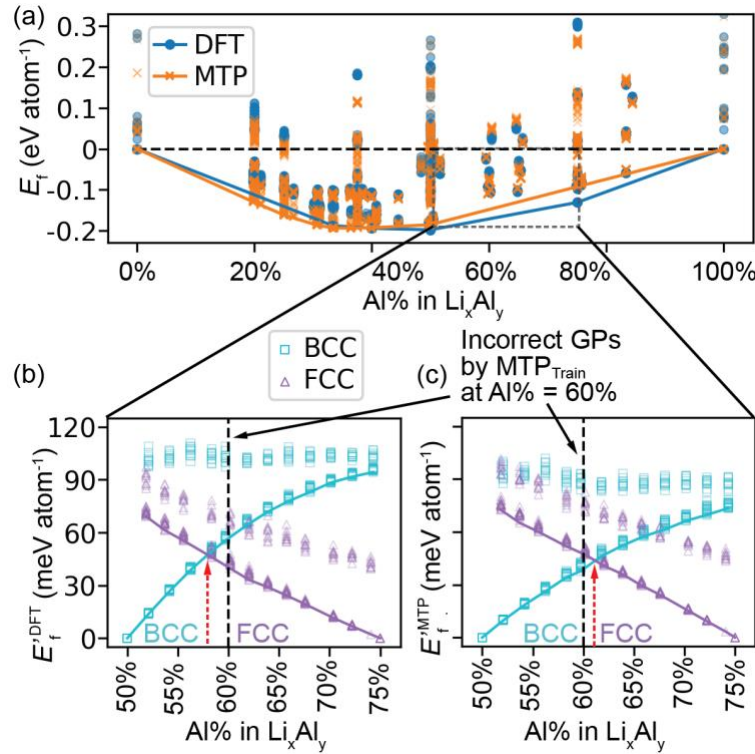 (a)
0.3
0.2
0.1
0
-0.1
-0.2
E_f (eV atom⁻¹)
DFT
MTP
0% 20% 40% 60% 80% 100%
Al% in LiₓAlᵧ
BCC
FCC
Incorrect GPs
by MTP_Train
at Al% = 60%
(b)
120
90
60
30
0
E'_f^DFT (meV atom⁻¹)
BCC FCC
50% 55% 60% 65% 70% 75%
Al% in LiₓAlᵧ
(c)
E'_f^MTP (meV atom⁻¹)
BCC FCC
50% 55% 60% 65% 70% 75%
Al% in LiₓAlᵧ